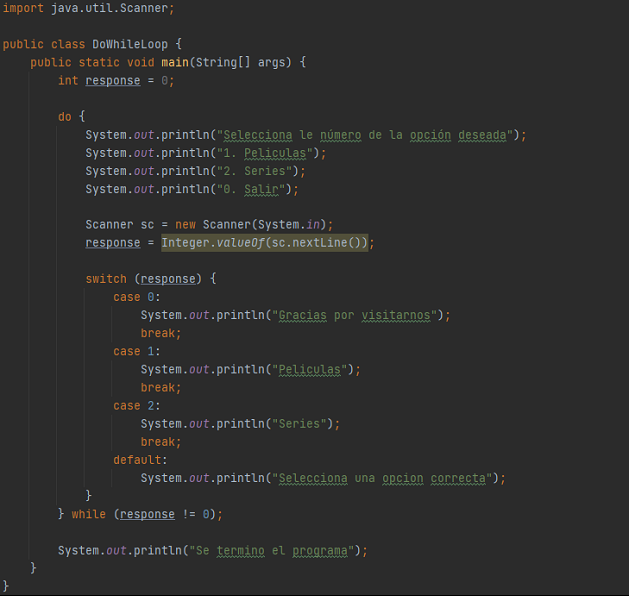 import java.util.Scanner;
public class DoWhileLoop {
public static void main(String[] args) {
int response = 0;
do {
System.out.println("Selecciona le número de la opción deseada");
System.out.println("1. Peliculas");
System.out.println("2. Series");
System.out.println("0. Salir");
Scanner sc = new Scanner(System.in);
response = Integer.valueOf(sc.nextLine());
switch (response) {
case 0:
System.out.println("Gracias por visitarnos");
break;
case 1:
System.out.println("Peliculas");
break;
case 2:
System.out.println("Series");
break;
default:
System.out.println("Selecciona una opcion correcta");
}
} while (response != 0);
System.out.println("Se termino el programa");
}
}